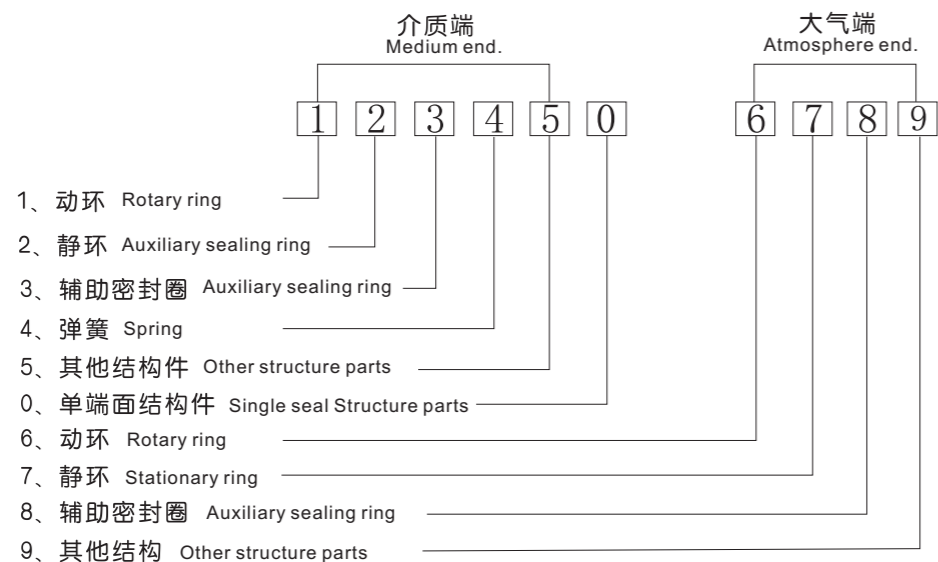 介质端 大气端
Medium end. Atmosphere end.
1 2 3 4 5 0 6 7 8 9
1、动环 Rotary ring
2、静环 Auxiliary sealing ring
3、辅助密封圈 Auxiliary sealing ring
4、弹簧 Spring
5、其他结构件 Other structure parts
0、单端面结构件 Single seal Structure parts
6、动环 Rotary ring
7、静环 Stationary ring
8、辅助密封圈 Auxiliary sealing ring
9、其他结构 Other structure parts